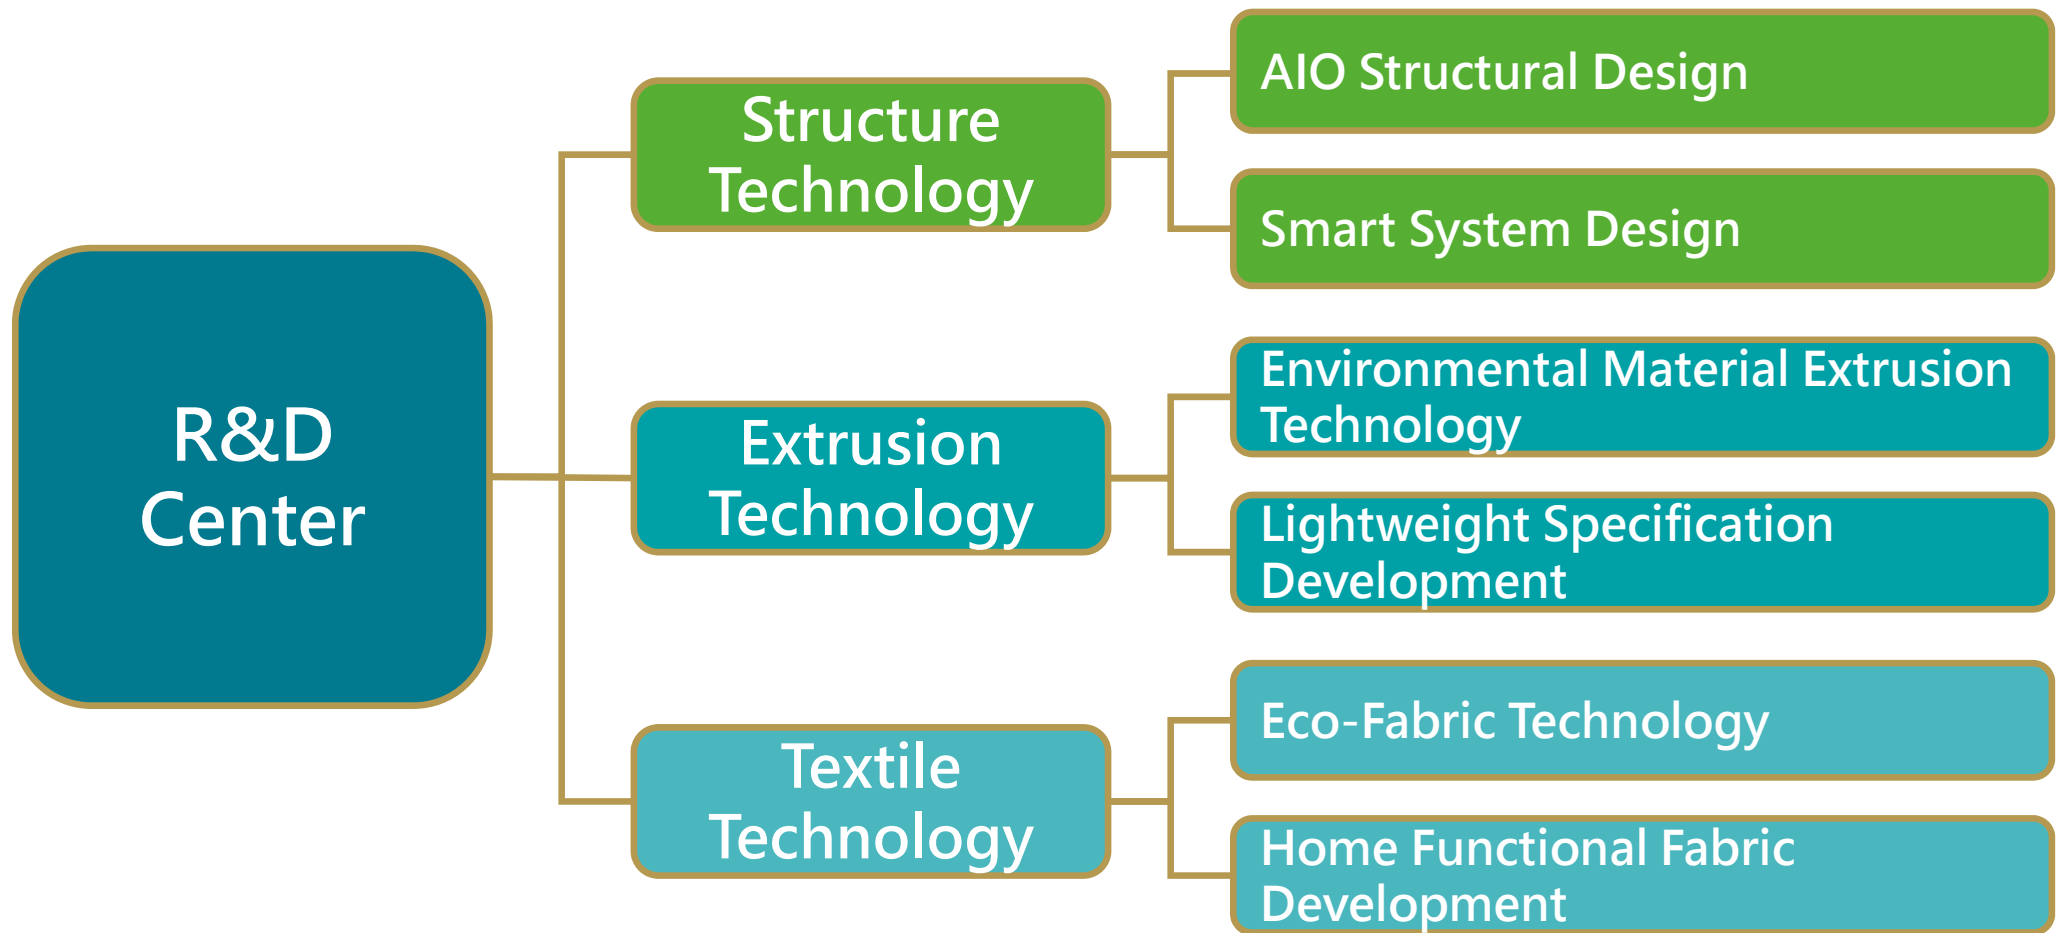 R&D
Center
Structure
Technology
AIO Structural Design
Smart System Design
Extrusion
Technology
Environmental Material Extrusion
Technology
Lightweight Specification
Development
Textile
Technology
Eco-Fabric Technology
Home Functional Fabric
Development